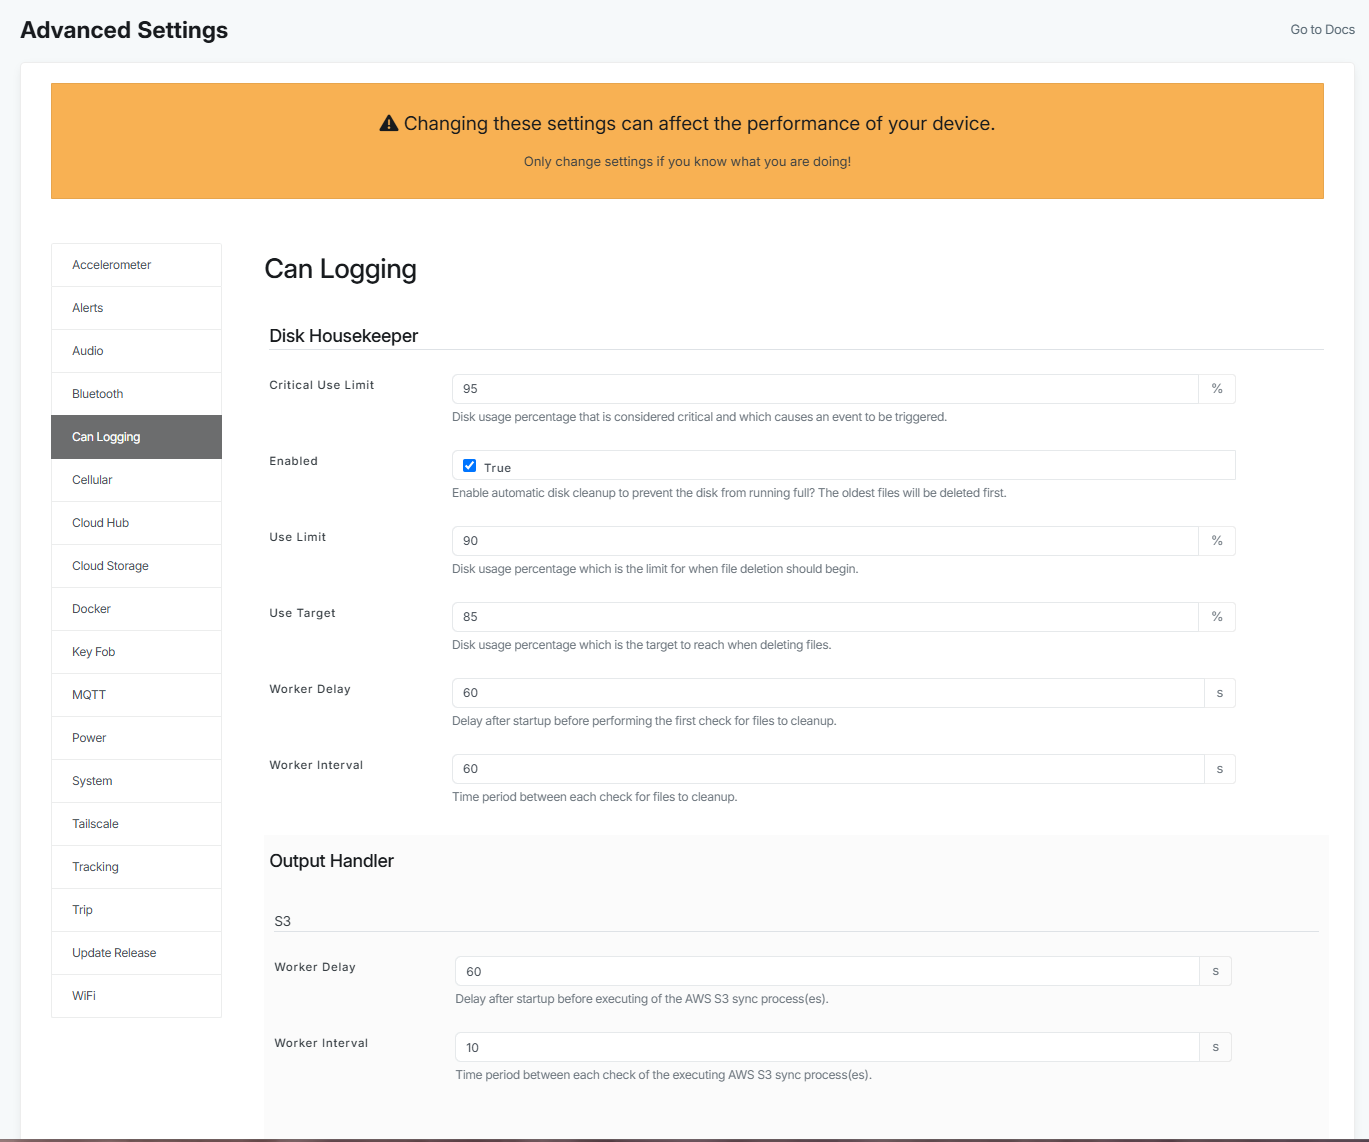 Advanced Settings
Go to Docs
Changing these settings can affect the performance of your device.
Only change settings if you know what you are doing!
Accelerometer
Alerts
Audio
Bluetooth
Can Logging
Cellular
Cloud Hub
Cloud Storage
Docker
Key Fob
MQTT
Power
System
Tailscale
Tracking
Trip
Update Release
WiFi
Can Logging
Disk Housekeeper
Critical Use Limit
95 %
Disk usage percentage that is considered critical and which causes an event to be triggered.
Enabled
True
Enable automatic disk cleanup to prevent the disk from running full? The oldest files will be deleted first.
Use Limit
90 %
Disk usage percentage which is the limit for when file deletion should begin.
Use Target
85 %
Disk usage percentage which is the target to reach when deleting files.
Worker Delay
60 s
Delay after startup before performing the first check for files to cleanup.
Worker Interval
60 s
Time period between each check for files to cleanup.
Output Handler
S3
Worker Delay
60 s
Delay after startup before executing of the AWS S3 sync process(es).
Worker Interval
10 s
Time period between each check of the executing AWS S3 sync process(es).